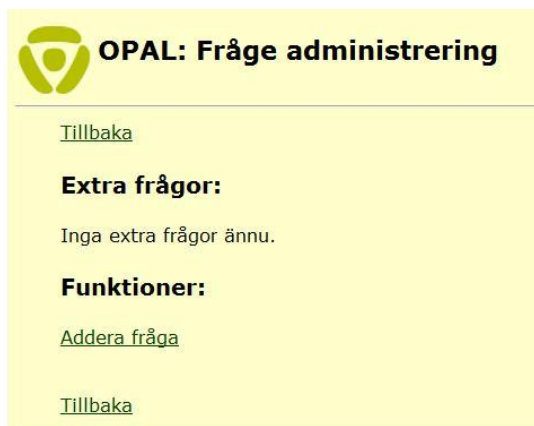 OPAL: Fråge administrering
Tillbaka
Extra frågor:
Inga extra frågor ännu.
Funktioner:
Addera fråga
Tillbaka